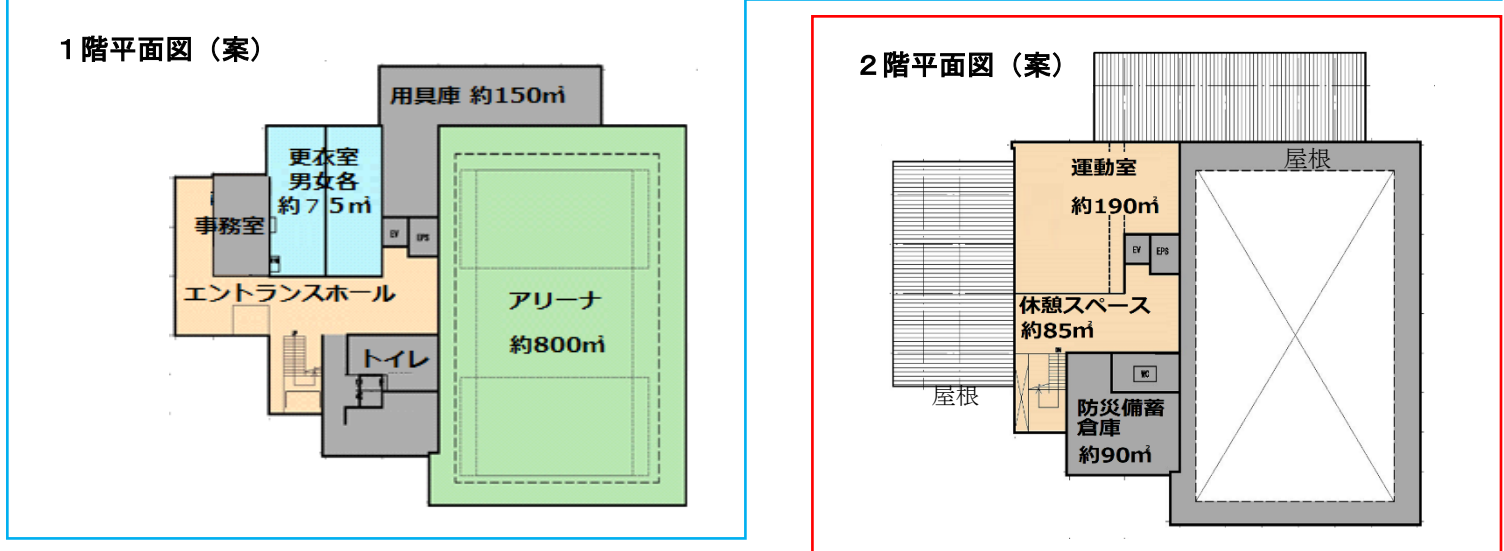 1階平面図（案）
用具庫 約150㎡
更衣室
男女各
約７５㎡
事務室
EV
EPS
エントランスホール
アリーナ
約800㎡
トイレ
2階平面図（案）
屋根
運動室
約190㎡
EV
EPS
休憩スペース
約85㎡
屋根
WC
防災備蓄
倉庫
約90㎡